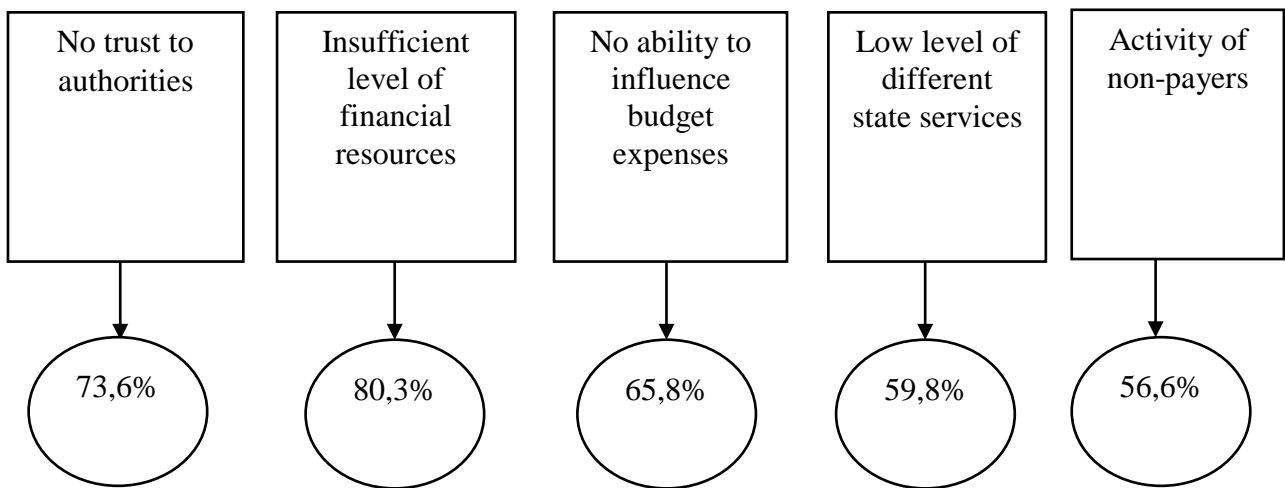 No trust to
authorities
Insufficient
level of
financial
resources
No ability to
influence
budget
expenses
Low level of
different
state services
Activity of
non-payers
73,6%
80,3%
65,8%
59,8%
56,6%